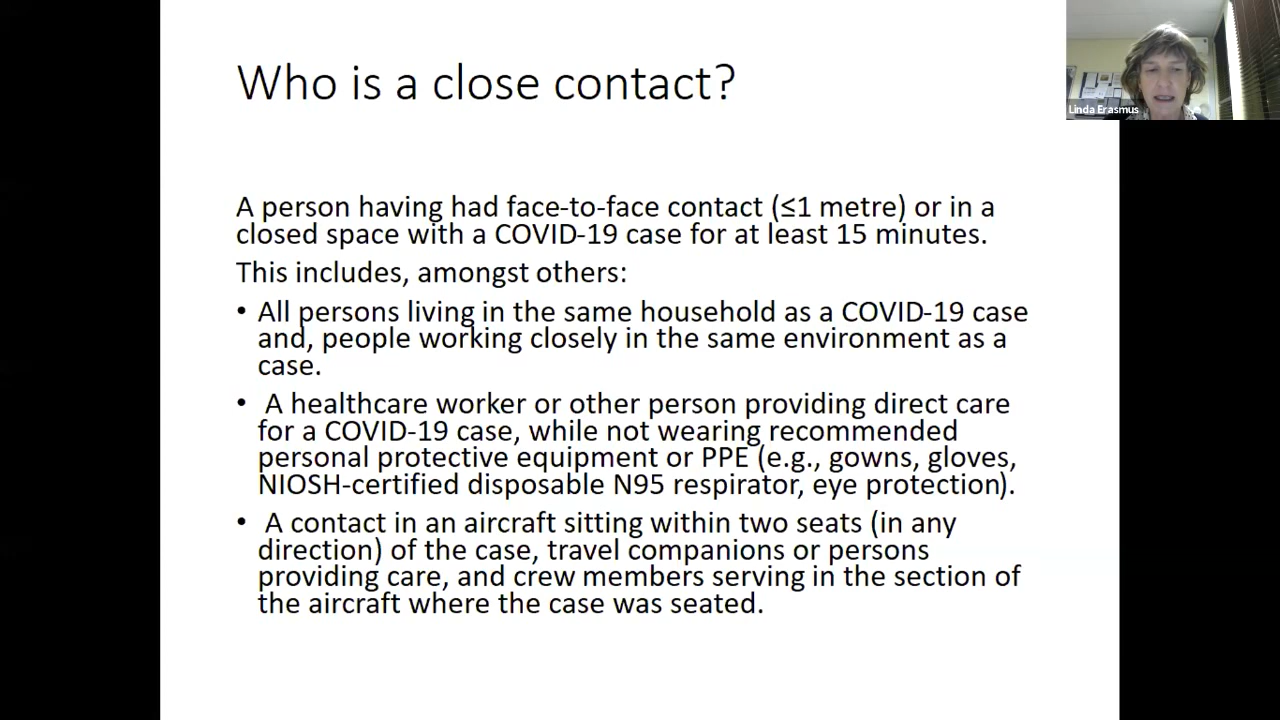 Who is a close contact?
Linda Erasmus
A person having had face-to-face contact (≤1 metre) or in a
closed space with a COVID-19 case for at least 15 minutes.
This includes, amongst others:
• All persons living in the same household as a COVID-19 case
and, people working closely in the same environment as a
case.
• A healthcare worker or other person providing direct care
for a COVID-19 case, while not wearing recommended
personal protective equipment or PPE (e.g., gowns, gloves,
NIOSH-certified disposable N95 respirator, eye protection).
• A contact in an aircraft sitting within two seats (in any
direction) of the case, travel companions or persons
providing care, and crew members serving in the section of
the aircraft where the case was seated.